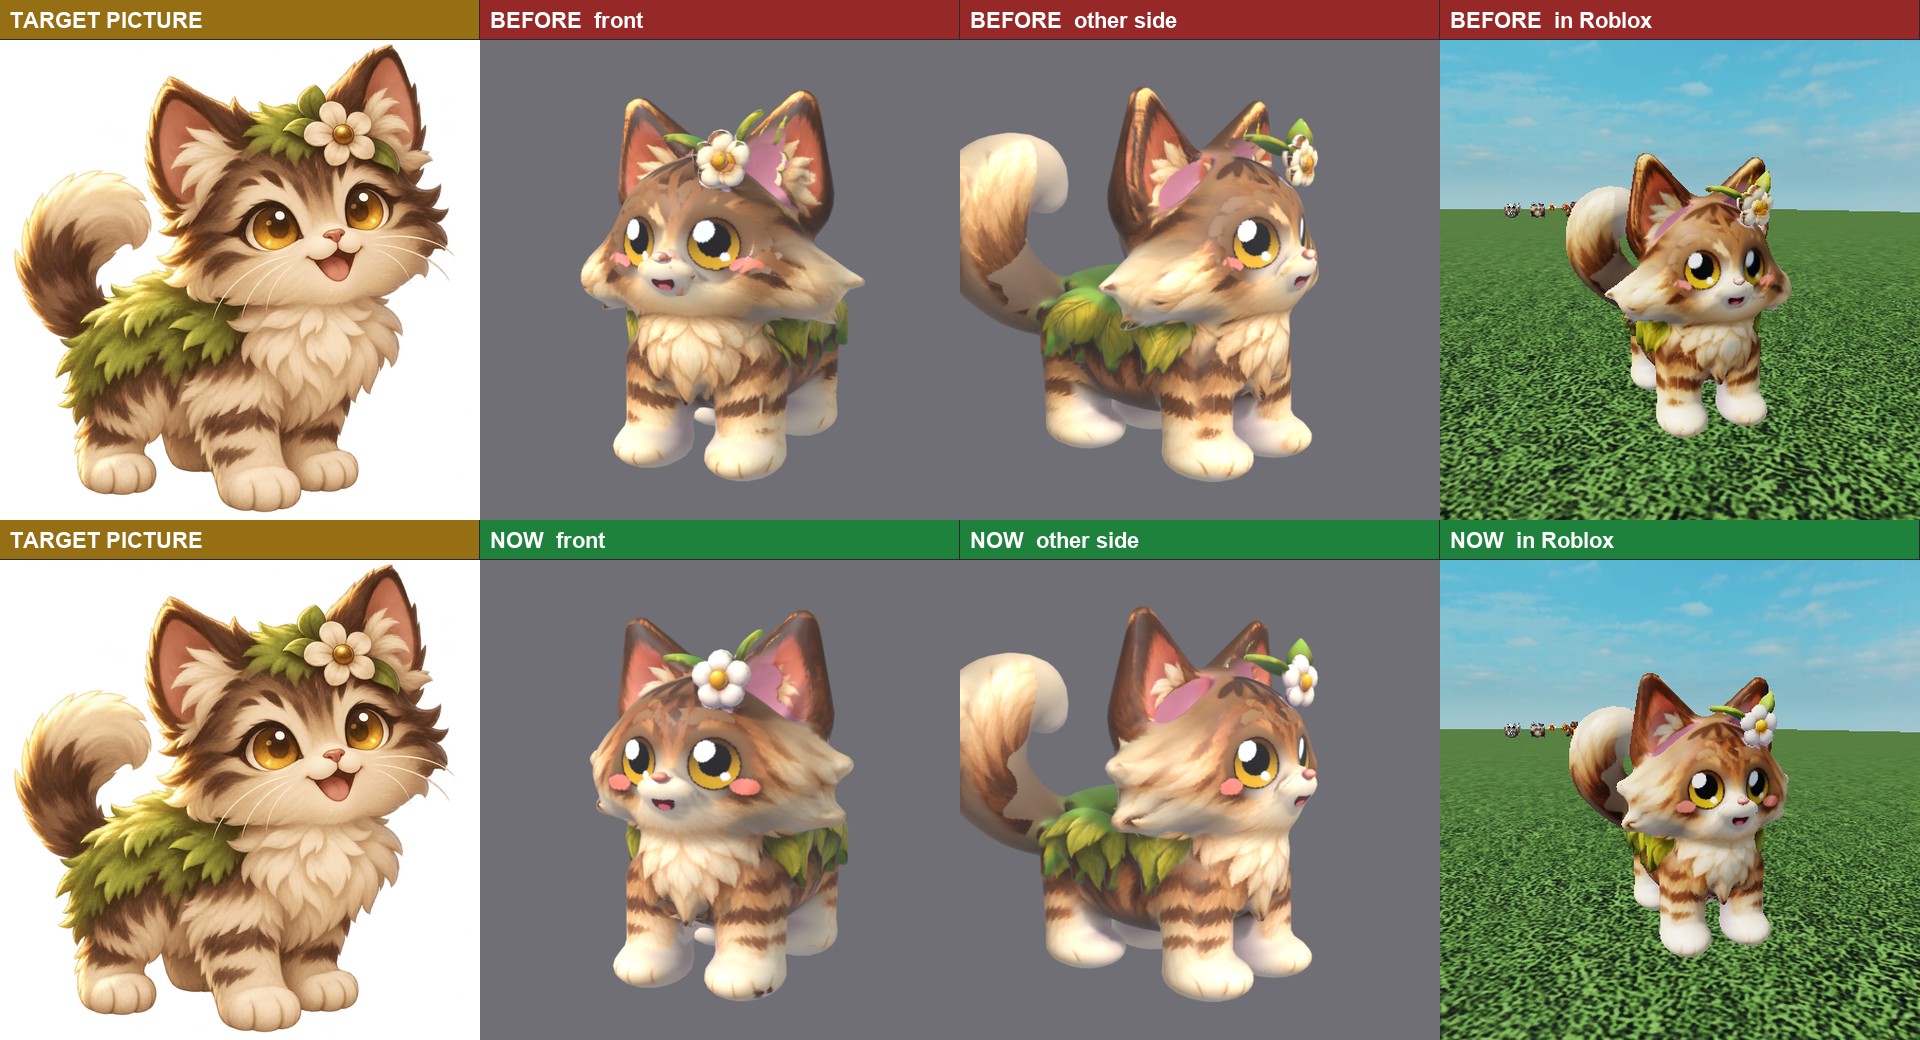 TARGET PICTURE
BEFORE front
BEFORE other side
BEFORE in Roblox
TARGET PICTURE
NOW front
NOW other side
NOW in Roblox